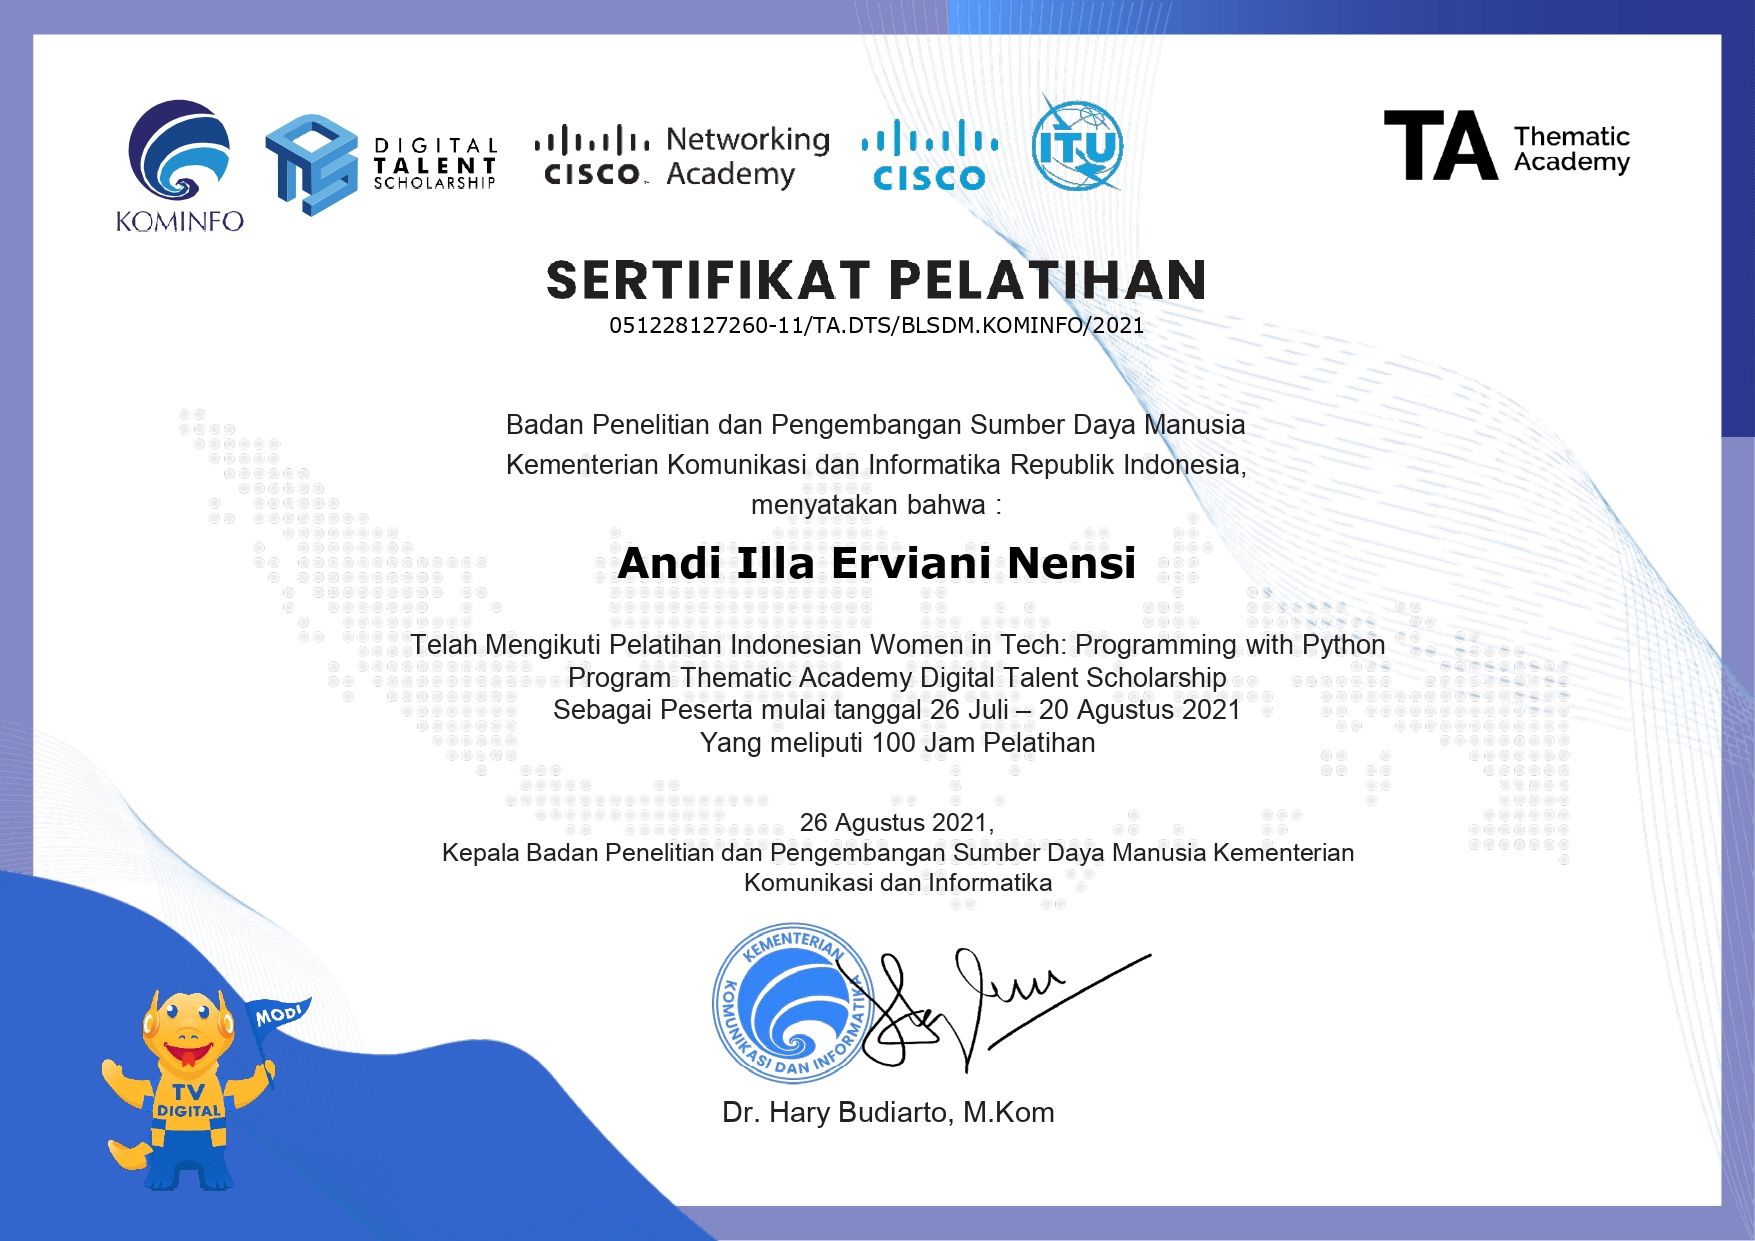 KOMINFO
DIGITAL
TALENT
SCHOLARSHIP
CISCO
Networking
Academy
CISCO
ITU
TA
Thematic
Academy
SERTIFIKAT PELATIHAN
051228127260-11/TA.DTS/BLSDM.KOMINFO/2021
Badan Penelitian dan Pengembangan Sumber Daya Manusia
Kementerian Komunikasi dan Informatika Republik Indonesia,
menyatakan bahwa :
Andi Illa Erviani Nensi
Telah Mengikuti Pelatihan Indonesian Women in Tech: Programming with Python
Program Thematic Academy Digital Talent Scholarship
Sebagai Peserta mulai tanggal 26 Juli – 20 Agustus 2021
Yang meliputi 100 Jam Pelatihan
26 Agustus 2021,
Kepala Badan Penelitian dan Pengembangan Sumber Daya Manusia Kementerian
Komunikasi dan Informatika
KEMENTERIAN
KOMUNIKASI DAN INFORMATIKA
Dr. Hary Budiarto, M.Kom
MODI
TV
DIGITAL